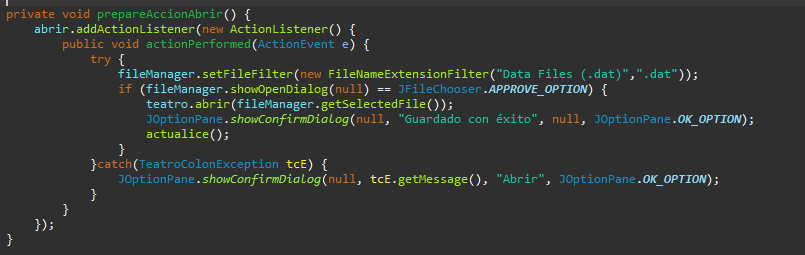 private void prepareAccionAbrir() {
    abrir.addActionListener(new ActionListener() {
        public void actionPerformed(ActionEvent e) {
            try {
                fileManager.setFileFilter(new FileNameExtensionFilter("Data Files (.dat)",".dat"));
                if (fileManager.showOpenDialog(null) == JFileChooser.APPROVE_OPTION) {
                    teatro.abrir(fileManager.getSelectedFile());
                    JOptionPane.showConfirmDialog(null, "Guardado con éxito", null, JOptionPane.OK_OPTION);
                    actualice();
                }
            }catch(TeatroColonException tcE) {
                JOptionPane.showConfirmDialog(null, tcE.getMessage(), "Abrir", JOptionPane.OK_OPTION);
            }
        }
    });
}